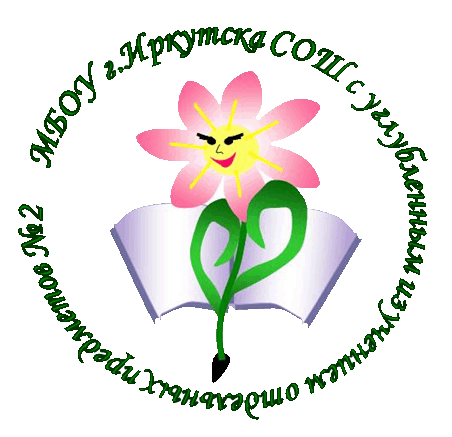 МБОУ г.Иркутска СОШ с углубленным изучением отдельных предметов №2